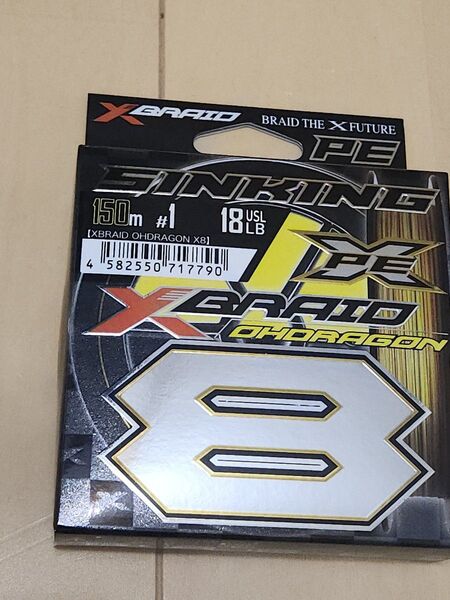 XBRAID
BRAID THE X FUTURE
PE
SINKING
150m #1 18 USL LB
【XBRAID OHDRAGON X8】
4 582550 717790
X PE
XBRAID
OHDRAGON
8